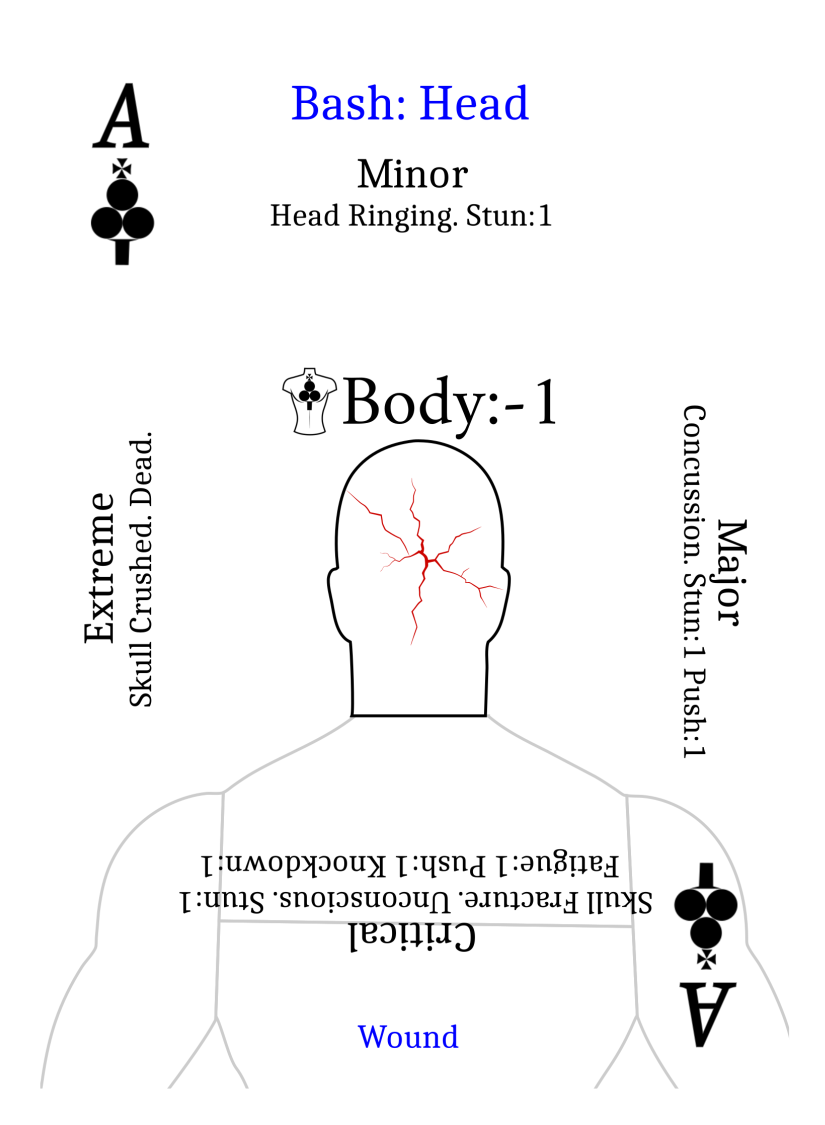 A
Bash: Head
Minor
Head Ringing. Stun:1
Body:-1
Extreme
Skull Crushed. Dead.
Major
Concussion. Stun:1 Push:1
Critical
Skull Fracture. Unconscious. Stun:1
Fatigue:1 Push:1 Knockdown:1
A
Wound